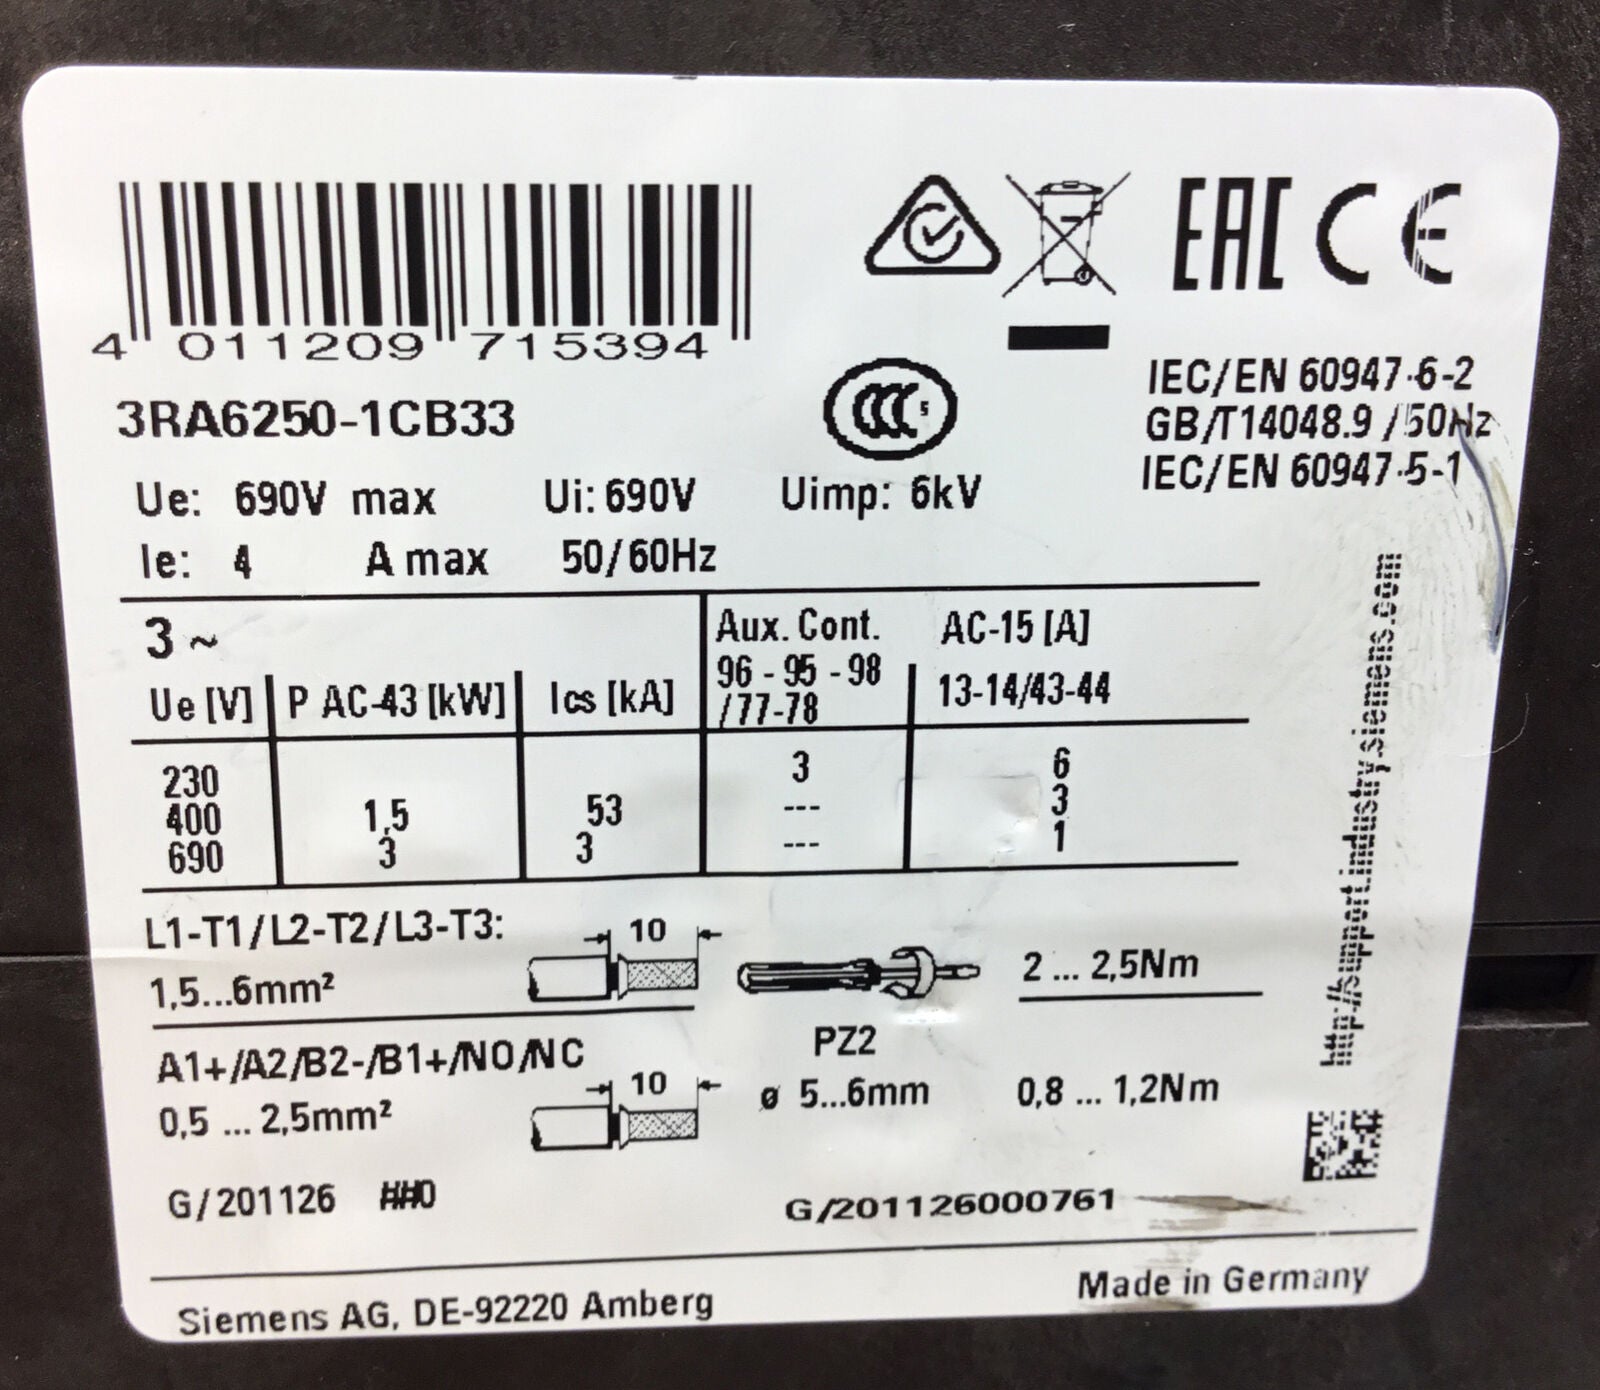 4 011209 715394
EAC CE
3RA6250-1CB33
CCC S
IEC/EN 60947-6-2
GB/T14048.9 /50Hz
IEC/EN 60947-5-1
Ue: 690V max Ui: 690V Uimp: 6kV
Ie: 4 A max 50/60Hz
3 ~ Aux. Cont. AC-15 [A]
96 - 95 - 98
Ue [V] P AC-43 [kW] Ics [kA] /77-78 13-14/43-44
230 3 6
400 1,5 53 --- 3
690 3 3 --- 1
L1-T1/L2-T2/L3-T3: 10
1,5...6mm² 2 ... 2,5Nm
PZ2
A1+/A2/B2-/B1+/NO/NC 10
0,5 ... 2,5mm² ø 5...6mm 0,8 ... 1,2Nm
http://support.industry.siemens.com
G/201126 ##0 G/201126000761
Siemens AG, DE-92220 Amberg Made in Germany